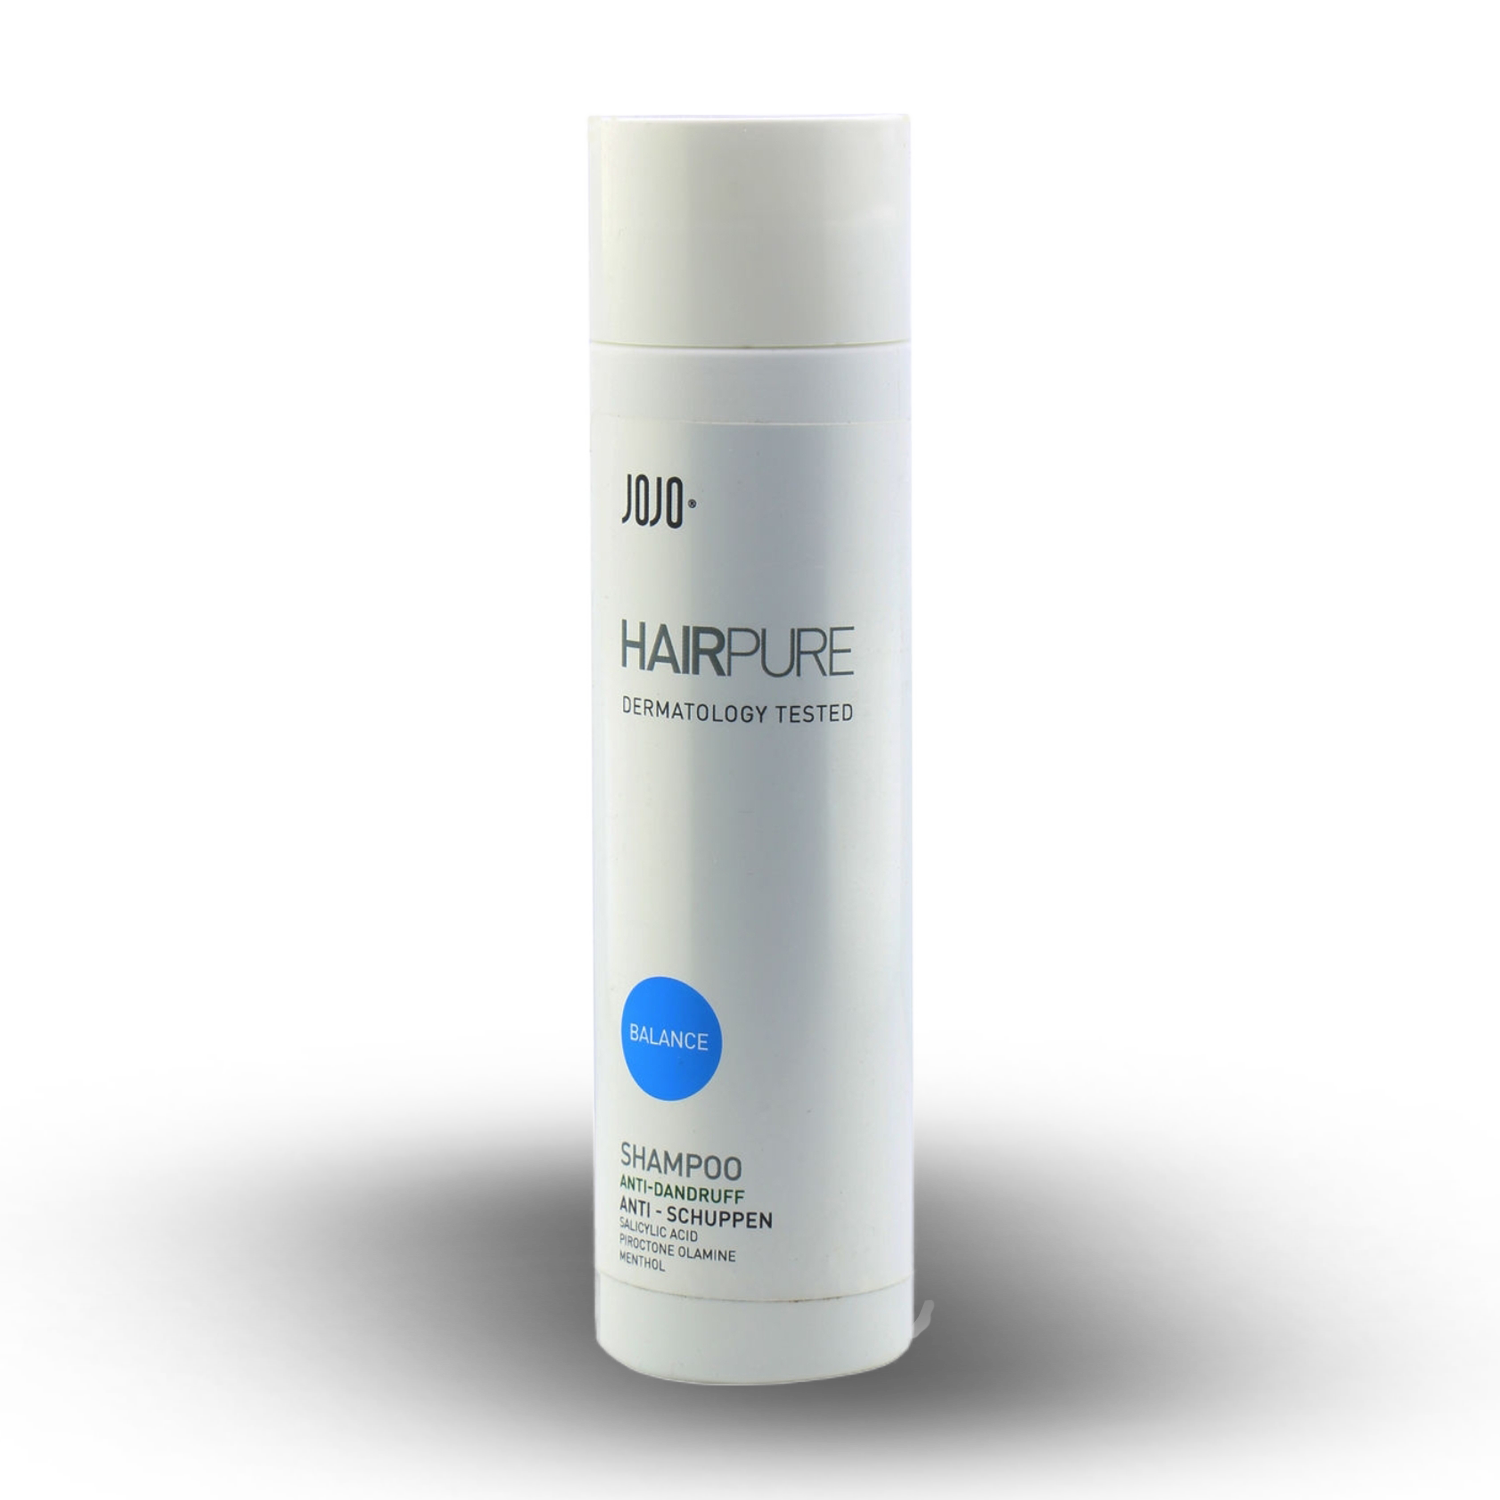 JOJO®
HAIRPURE
DERMATOLOGY TESTED
BALANCE
SHAMPOO
ANTI-DANDRUFF
ANTI - SCHUPPEN
SALICYLIC ACID
PIROCTONE OLAMINE
MENTHOL